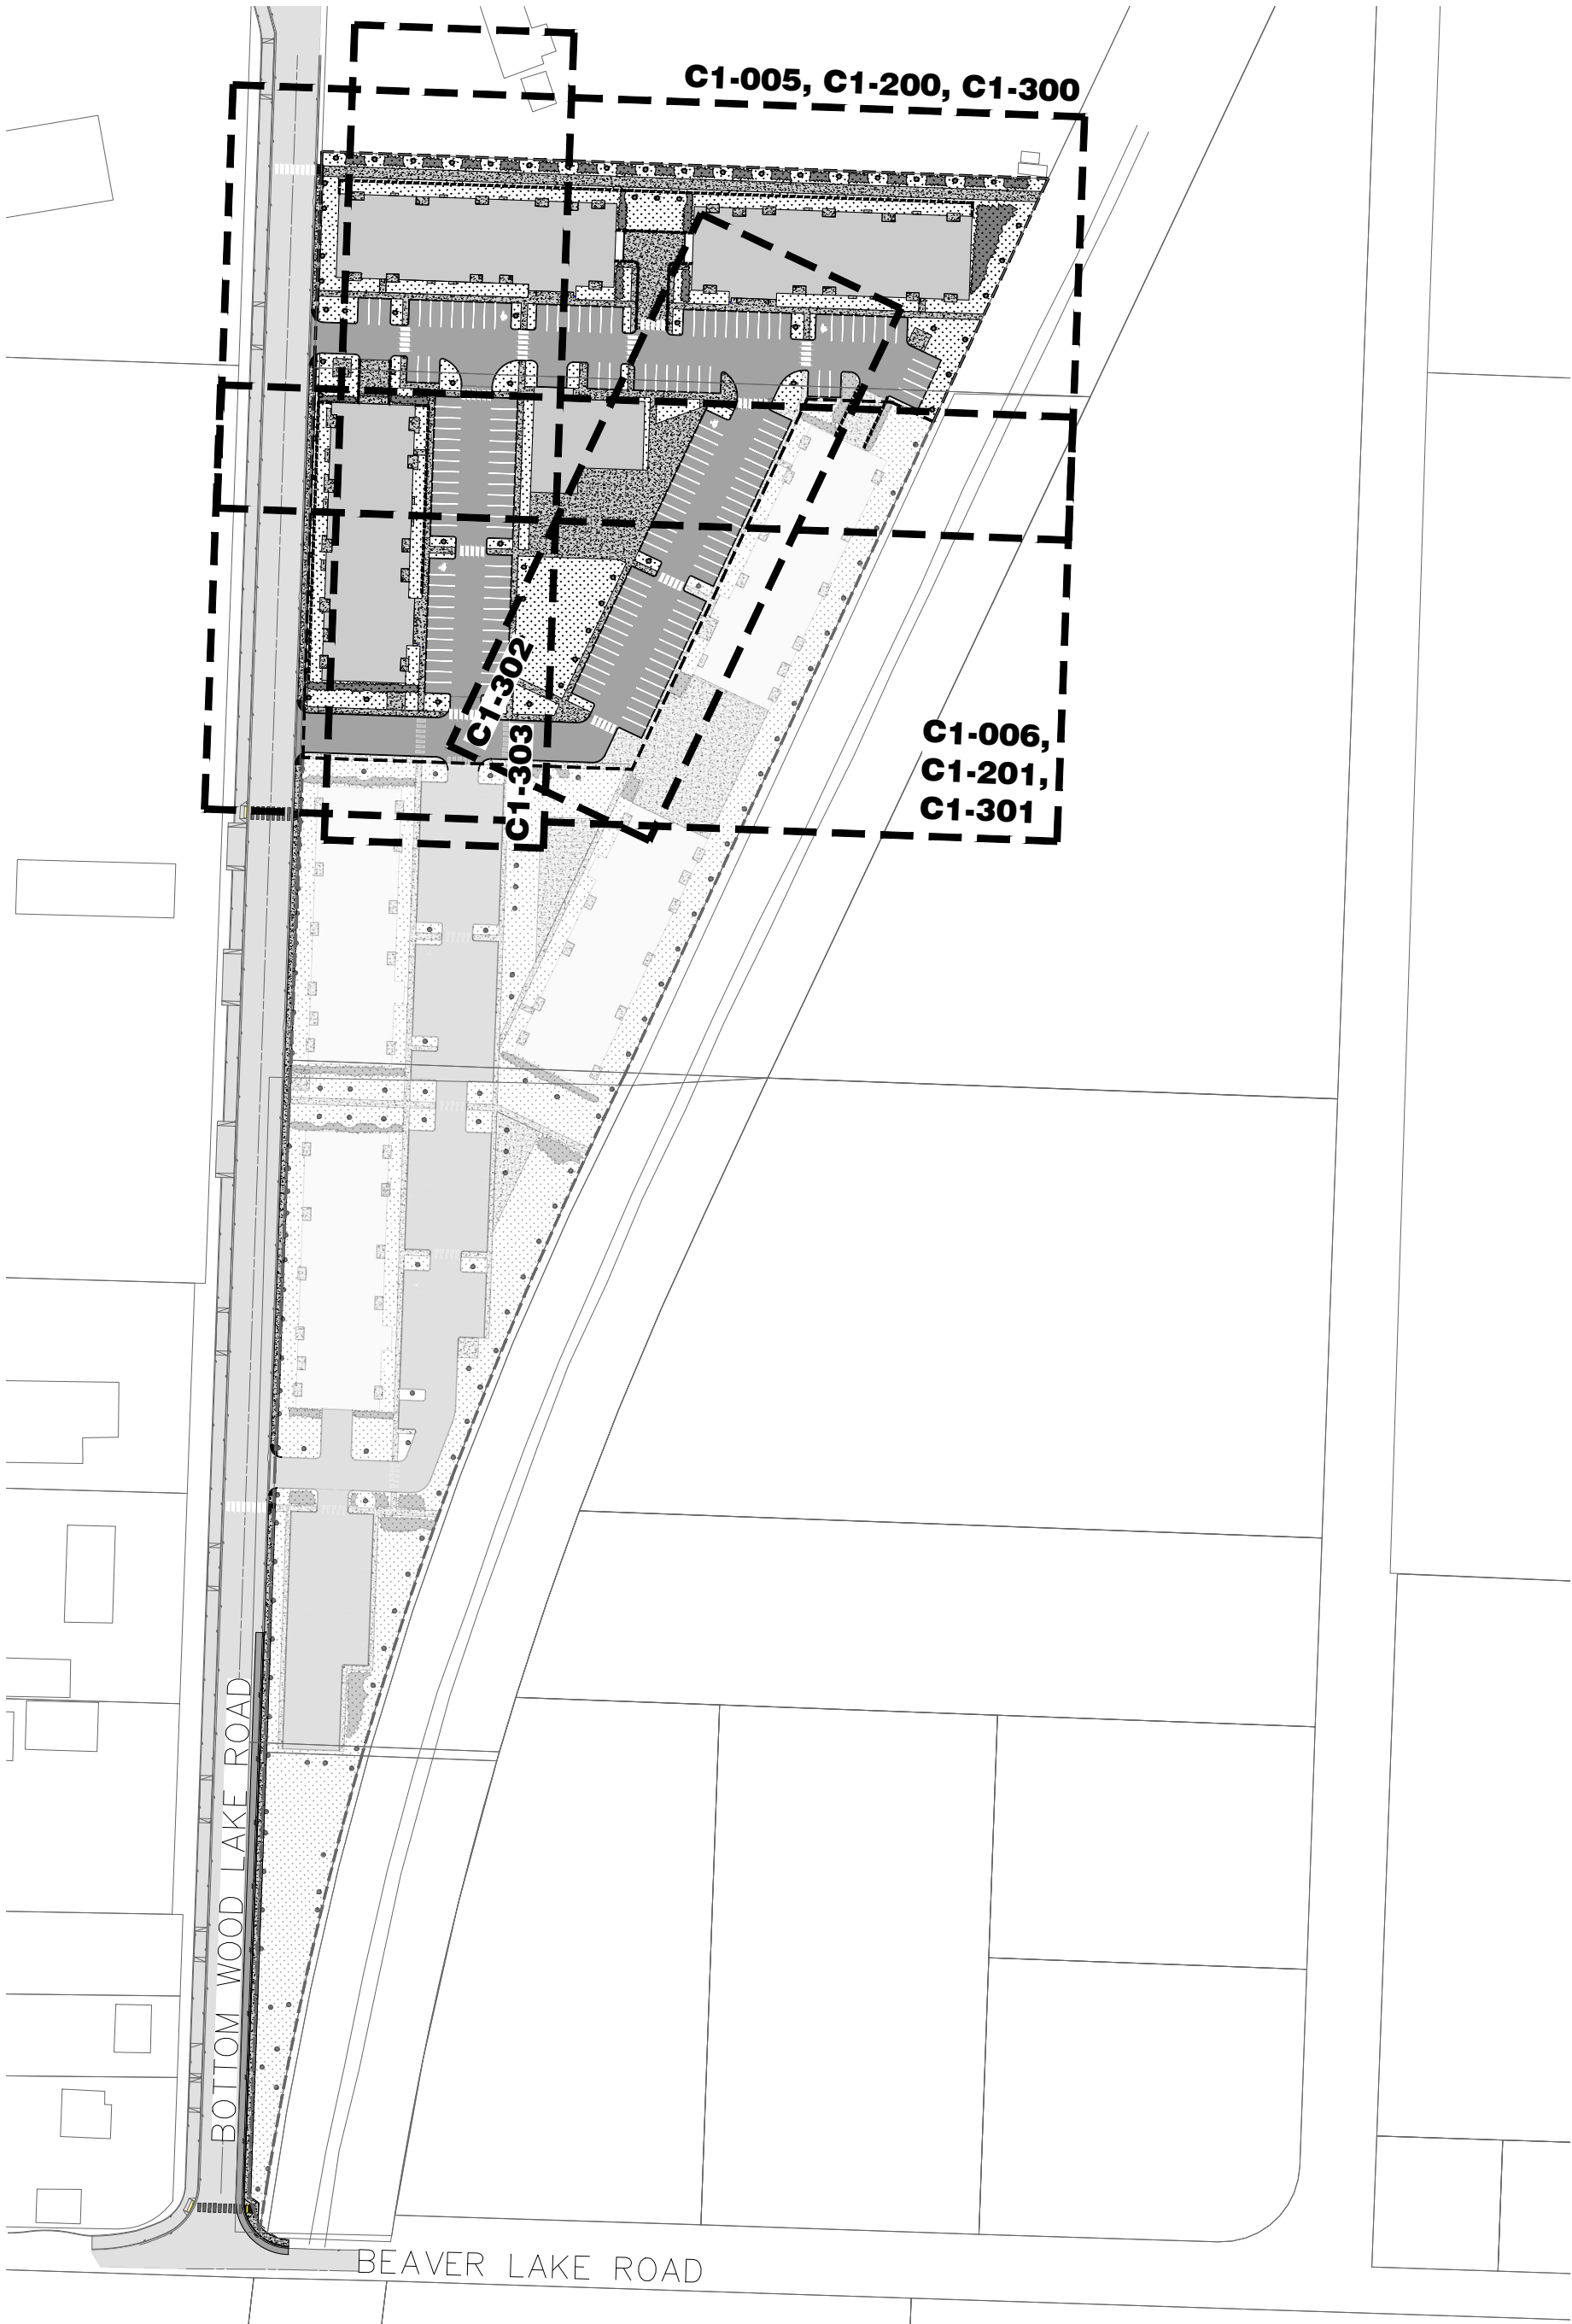 C1-005, C1-200, C1-300
C1-302
C1-303
C1-006,
C1-201,
C1-301
BOTTOM WOOD LAKE ROAD
BEAVER LAKE ROAD